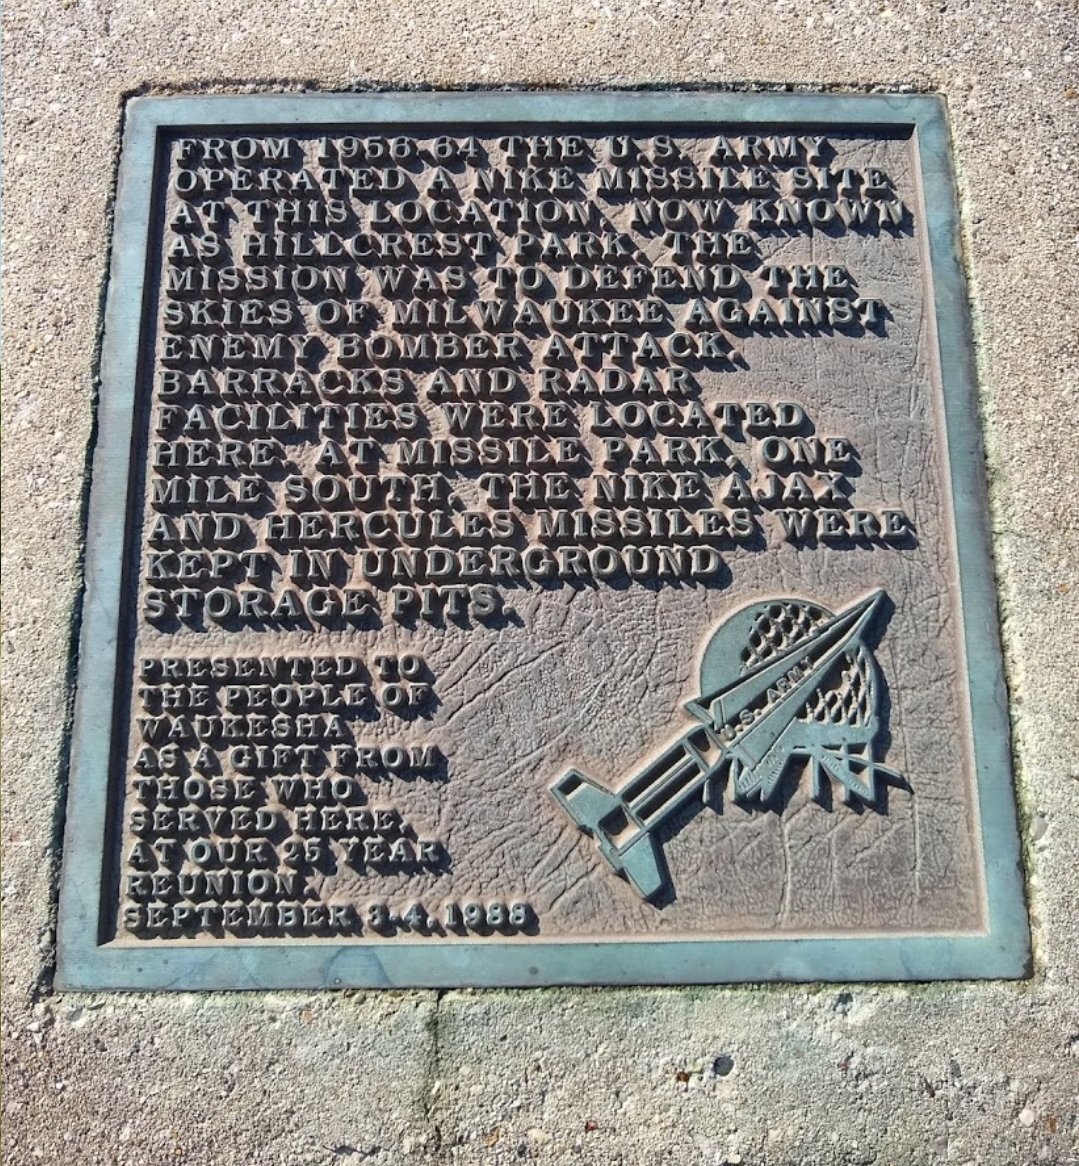 FROM 1956-64 THE U.S. ARMY
OPERATED A NIKE MISSILE SITE
AT THIS LOCATION, NOW KNOWN
AS HILLCREST PARK. THE
MISSION WAS TO DEFEND THE
SKIES OF MILWAUKEE AGAINST
ENEMY BOMBER ATTACK.
BARRACKS AND RADAR
FACILITIES WERE LOCATED
HERE. AT MISSILE PARK, ONE
MILE SOUTH, THE NIKE AJAX
AND HERCULES MISSILES WERE
KEPT IN UNDERGROUND
STORAGE PITS.
PRESENTED TO
THE PEOPLE OF
WAUKESHA
AS A GIFT FROM
THOSE WHO
SERVED HERE,
AT OUR 25 YEAR
REUNION.
SEPTEMBER 3-4, 1988
U.S. ARMY